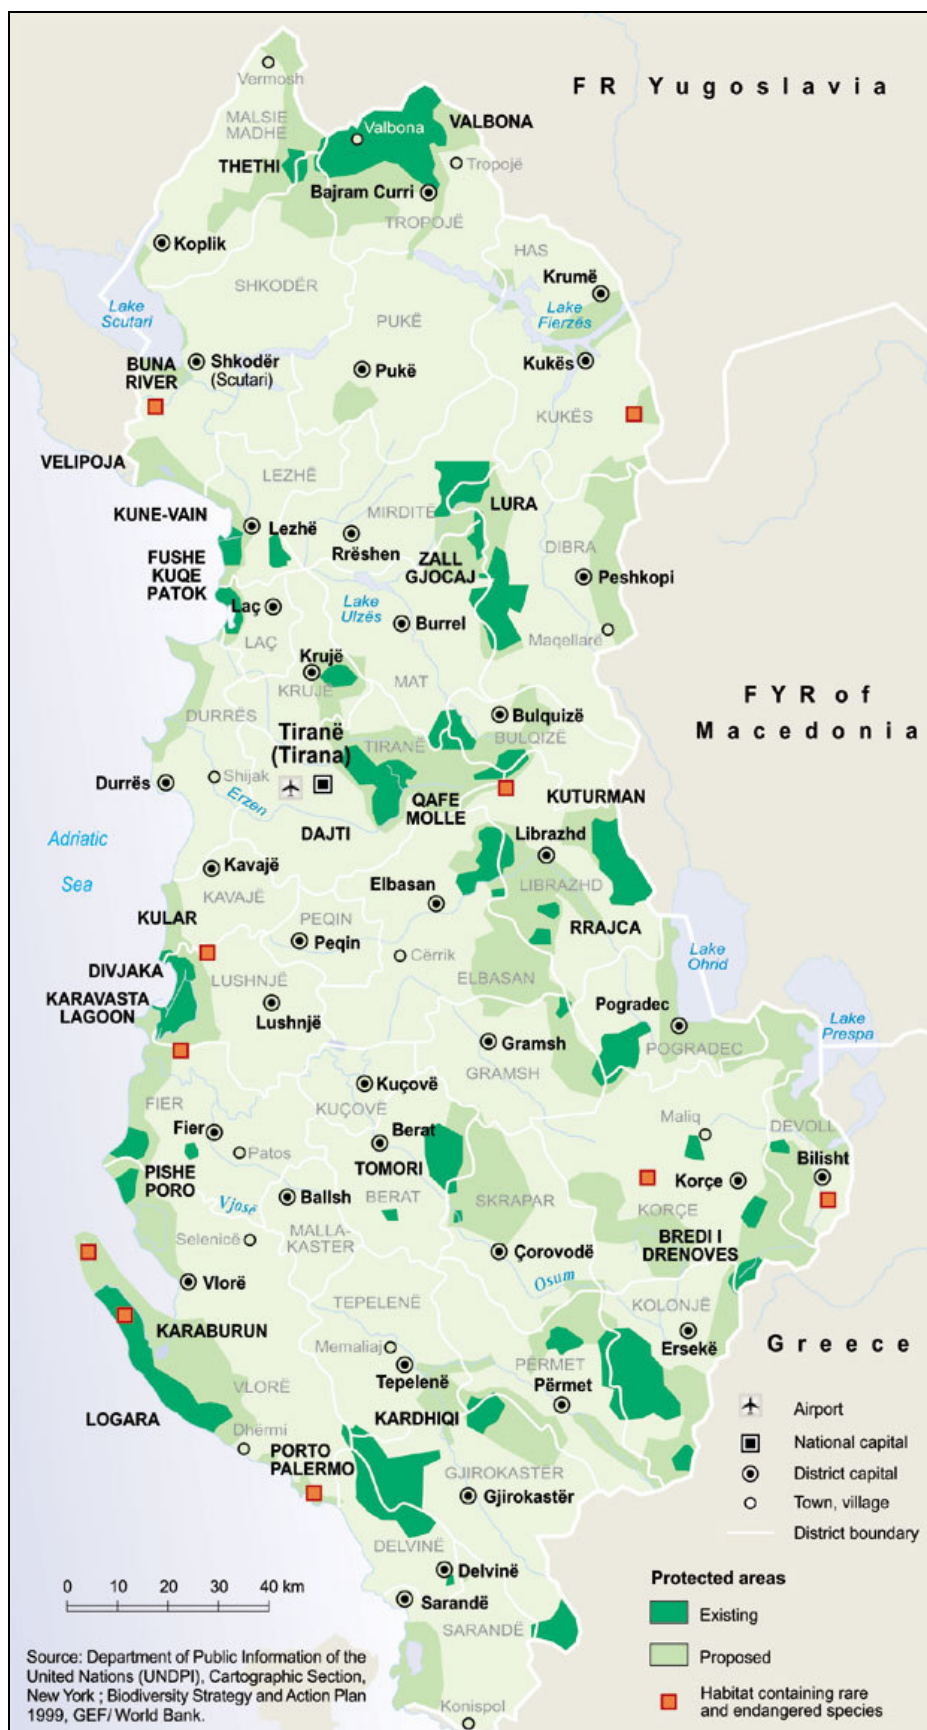 FR Yugoslavia
Vermosh
MALSIE
MADHE
Valbona
VALBONA
THETHI
Tropojë
Bajram Curri
TROPOJË
Koplik
HAS
SHKODËR
Krumë
Lake
Scutari
Lake
Fierzës
PUKË
BUNA
RIVER
Shkodër
(Scutari)
Pukë
Kukës
KUKËS
VELIPOJA
LEZHË
KUNE-VAIN
Lezhë
MIRDITË
LURA
Rrëshen
FUSHE
KUQE
PATOK
ZALL
GJOCAJ
DIBRA
Peshkopi
Laç
Lake
Ulzës
Burrel
LAÇ
Maqellarë
Krujë
KRUJË
MAT
FYR of
Macedonia
DURRËS
Tiranë
(Tirana)
TIRANË
Bulquizë
BULQIZË
Durrës
Shijak
Erzen
QAFE
MOLLE
KUTURMAN
DAJTI
Librazhd
Adriatic
Sea
Kavajë
KAVAJË
Elbasan
LIBRAZHD
KULAR
PEQIN
Peqin
RRAJCA
Cërrik
Lake
Ohrid
DIVJAKA
LUSHNJË
ELBASAN
KARAVASTA
LAGOON
Lushnjë
Pogradec
Lake
Prespa
Gramsh
GRAMSH
POGRADEC
Kuçovë
KUÇOVË
FIER
Fier
Berat
Maliq
DEVOLL
Patos
TOMORI
Bilisht
PISHE
PORO
Ballsh
BERAT
SKRAPAR
Korçe
KORÇE
Vjosë
MALLA-
KASTER
Selenicë
BREDI I
DRENOVES
Çorovodë
Osum
Vlorë
TEPELENË
KOLONJË
KARABURUN
Memaliaj
Ersekë
Greece
PËRMET
Tepelenë
Përmet
VLORË
LOGARA
KARDHIQI
Dhërmi
PORTO
PALERMO
GJIROKASTËR
Gjirokastër
DELVINË
Delvinë
Sarandë
SARANDË
Konispol
Airport
National capital
District capital
Town, village
District boundary
Protected areas
Existing
Proposed
Habitat containing rare
and endangered species
0 10 20 30 40 km
Source: Department of Public Information of the
United Nations (UNDPI), Cartographic Section,
New York ; Biodiversity Strategy and Action Plan
1999, GEF/ World Bank.